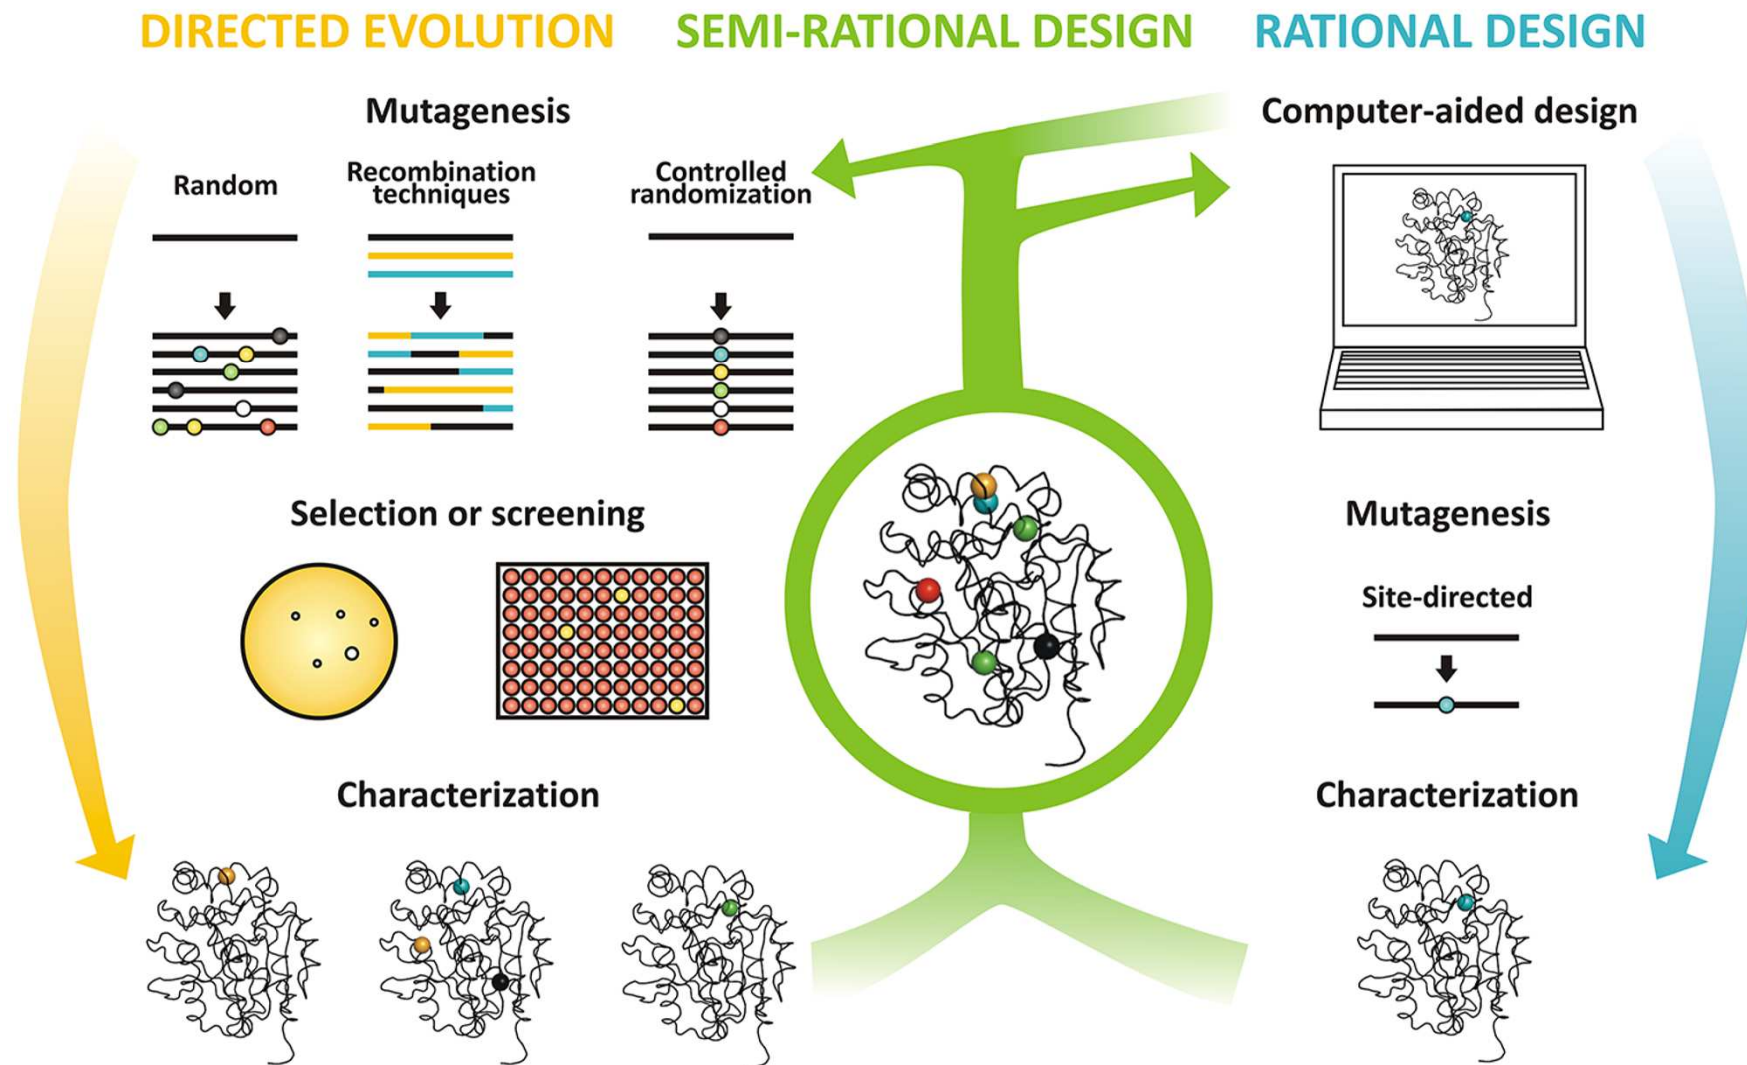 DIRECTED EVOLUTION
SEMI-RATIONAL DESIGN
RATIONAL DESIGN
Mutagenesis
Random
Recombination
techniques
Controlled
randomization
Selection or screening
Characterization
Computer-aided design
Mutagenesis
Site-directed
Characterization